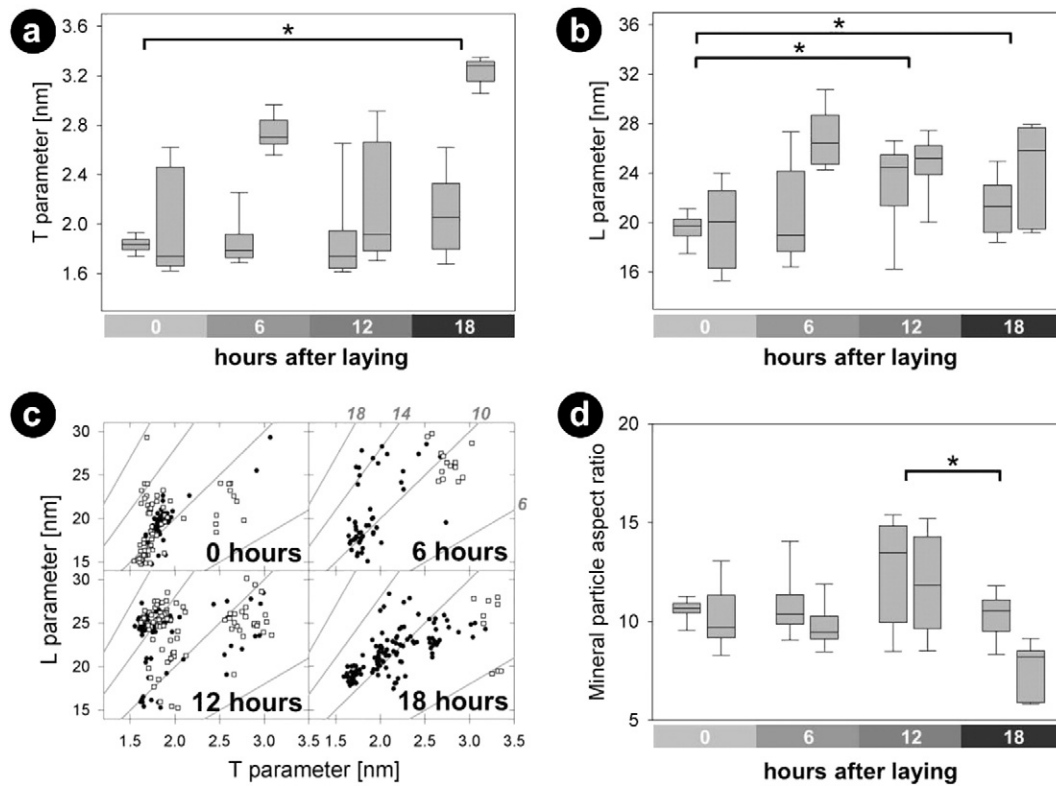 a
T parameter [nm]
3.6
3.2
2.8
2.4
2.0
1.6
*
0 6 12 18
hours after laying
b
L parameter [nm]
36
32
28
24
20
16
*
*
0 6 12 18
hours after laying
c
L parameter [nm]
18 14 10
6
30
25
20
15
0 hours
6 hours
30
25
20
15
12 hours
18 hours
1.5 2.0 2.5 3.0 1.5 2.0 2.5 3.0 3.5
T parameter [nm]
d
Mineral particle aspect ratio
20
15
10
5
*
0 6 12 18
hours after laying